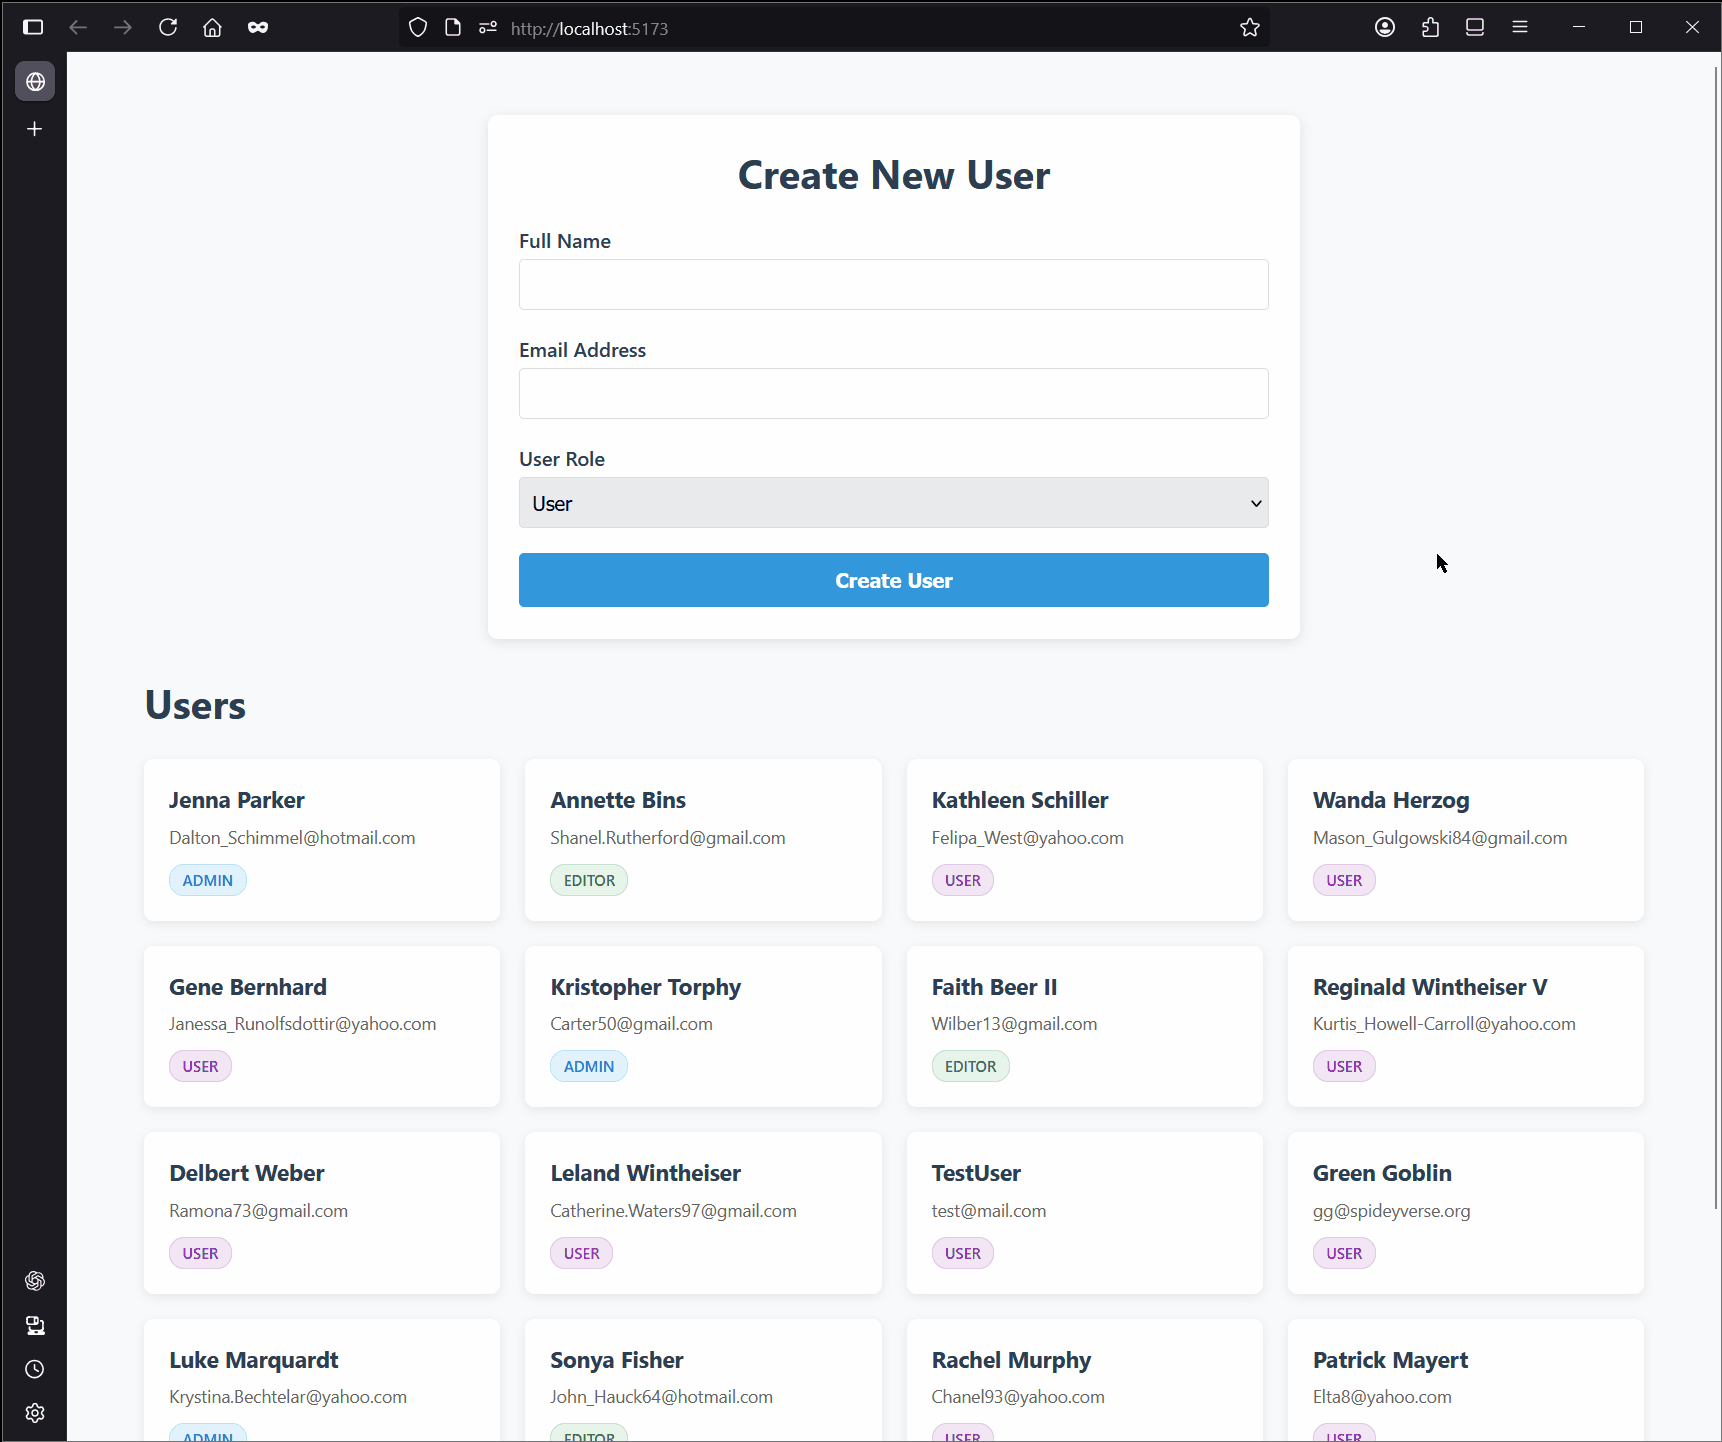 http://localhost:5173
Create New User
Full Name
Email Address
User Role
User
Create User
Users
Jenna Parker
Dalton_Schimmel@hotmail.com
ADMIN
Annette Bins
Shanel.Rutherford@gmail.com
EDITOR
Kathleen Schiller
Felipa_West@yahoo.com
USER
Wanda Herzog
Mason_Gulgowski84@gmail.com
USER
Gene Bernhard
Janessa_Runolfsdottir@yahoo.com
USER
Kristopher Torphy
Carter50@gmail.com
ADMIN
Faith Beer II
Wilber13@gmail.com
EDITOR
Reginald Wintheiser V
Kurtis_Howell-Carroll@yahoo.com
USER
Delbert Weber
Ramona73@gmail.com
USER
Leland Wintheiser
Catherine.Waters97@gmail.com
USER
TestUser
test@mail.com
USER
Green Goblin
gg@spideyverse.org
USER
Luke Marquardt
Krystina.Bechtelar@yahoo.com
ADMIN
Sonya Fisher
John_Hauck64@hotmail.com
EDITOR
Rachel Murphy
Chanel93@yahoo.com
USER
Patrick Mayert
Elta8@yahoo.com
USER